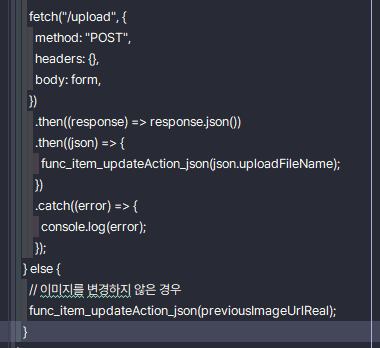 fetch("/upload", {
method: "POST",
headers: {},
body: form,
})
.then((response) => response.json())
.then((json) => {
func_item_updateAction_json(json.uploadFileName);
})
.catch((error) => {
console.log(error);
});
} else {
// 이미지를 변경하지 않은 경우
func_item_updateAction_json(previousImageUrlReal);
}